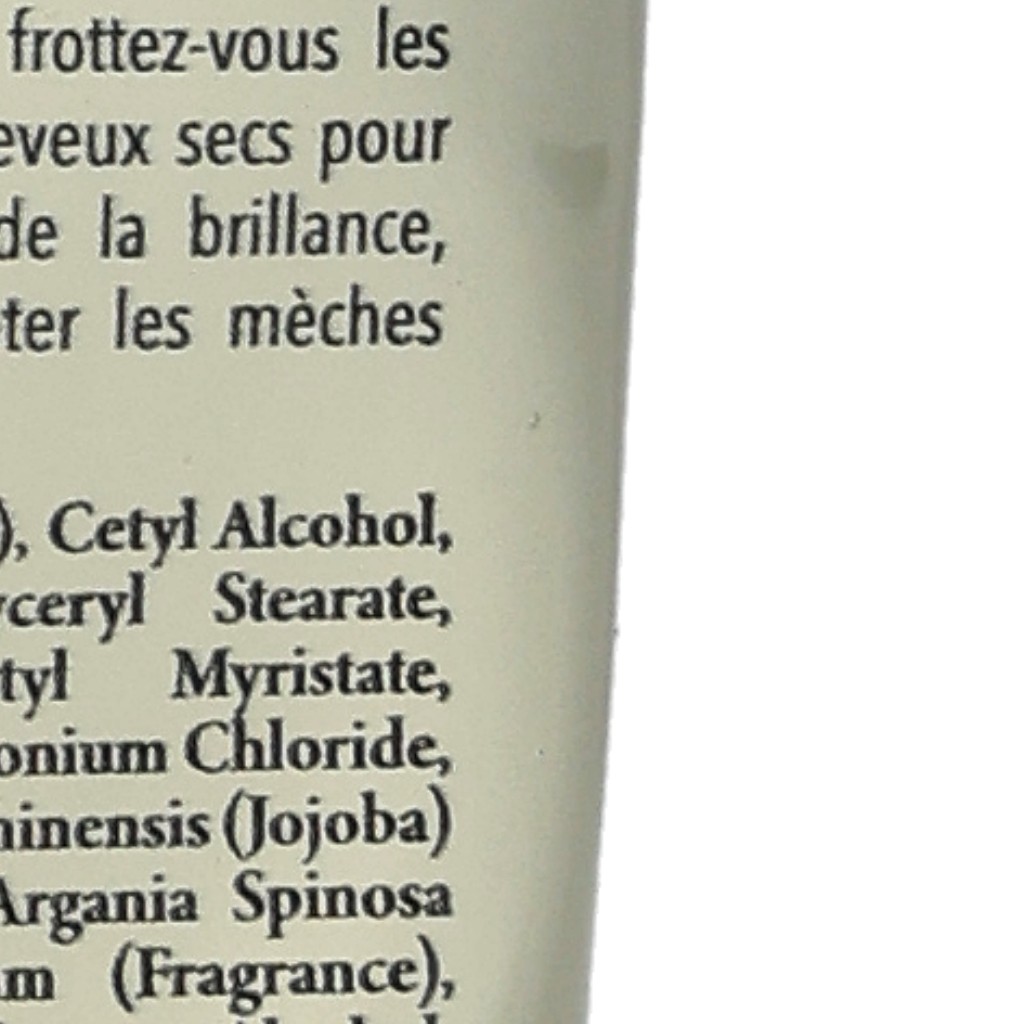 frottez-vous les
eveux secs pour
de la brillance,
ter les mèches
), Cetyl Alcohol,
yceryl Stearate,
tyl Myristate,
onium Chloride,
inensis (Jojoba)
Argania Spinosa
m (Fragrance),